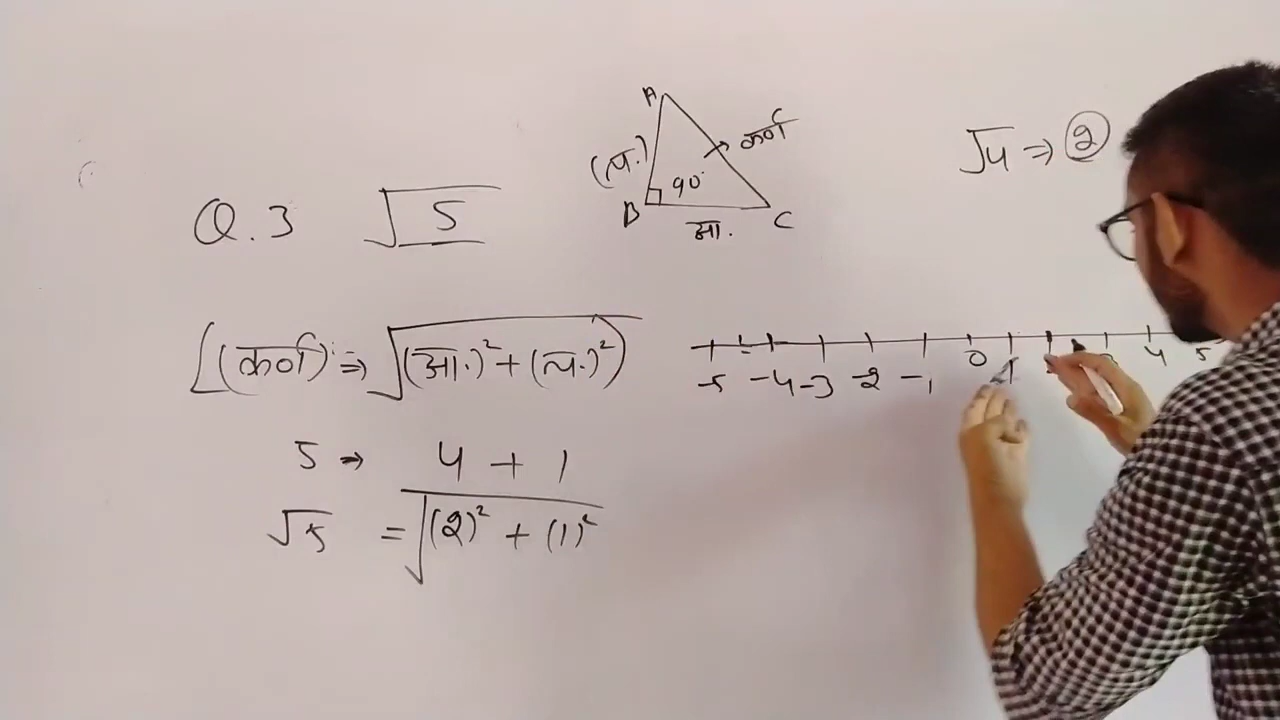 Q.3 √5
A
(ल.)
कर्ण
90°
B
आ.
C
√4 ⇒ 2
(कर्ण) ⇒ √(आ.)² + (ल.)²
-5 -4 -3 -2 -1 0 1 4 5
5 → 4 + 1
√5 = √(2)² + (1)²